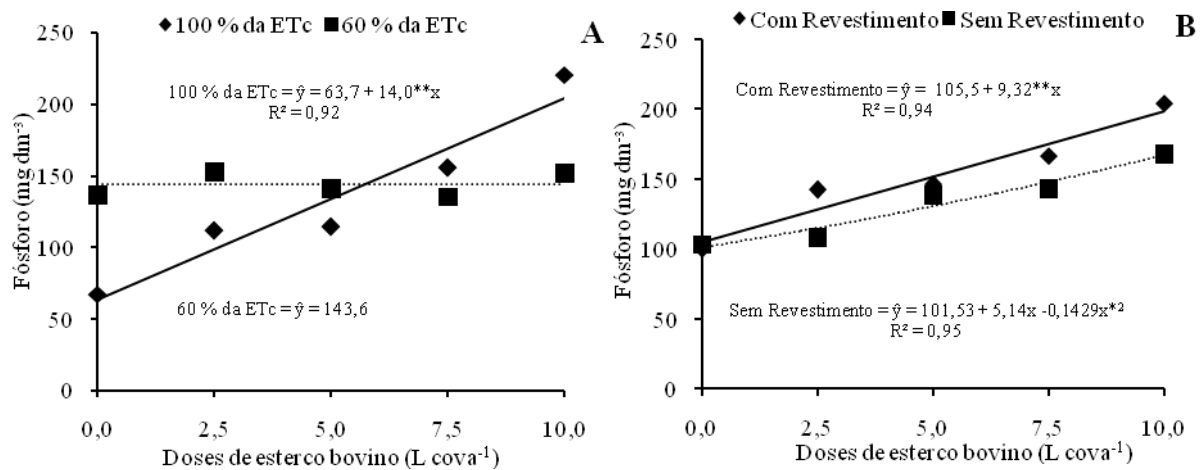 ◆100 % da ETc ■60 % da ETc
A
Fósforo (mg dm⁻³)
250
200
150
100
50
0
100 % da ETc = ŷ = 63,7 + 14,0**x
R² = 0,92
60 % da ETc = ŷ = 143,6
0,0 2,5 5,0 7,5 10,0
Doses de esterco bovino (L cova⁻¹)
◆Com Revestimento ■Sem Revestimento
B
Fósforo (mg dm⁻³)
250
200
150
100
50
0
Com Revestimento = ŷ = 105,5 + 9,32**x
R² = 0,94
Sem Revestimento = ŷ = 101,53 + 5,14x -0,1429x*²
R² = 0,95
0,0 2,5 5,0 7,5 10,0
Doses de esterco bovino (L cova⁻¹)